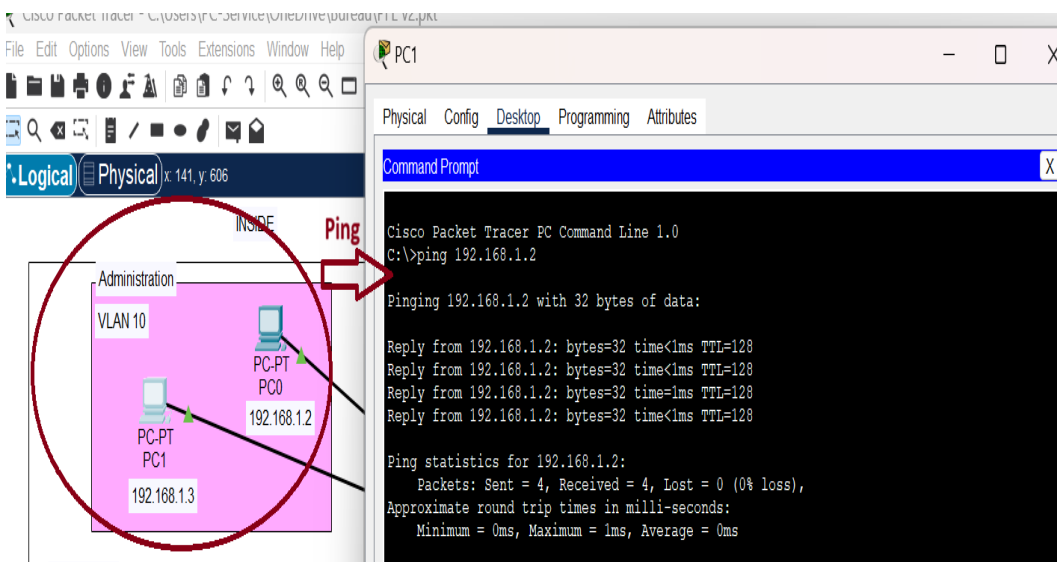 Cisco Packet Tracer - C:\Users\PC-Service\OneDrive\Bureau\
File Edit Options View Tools Extensions Window Help
Logical Physical x: 141, y: 606
INSIDE
Ping
Administration
VLAN 10
PC-PT
PC0
192.168.1.2
PC-PT
PC1
192.168.1.3
PC1
Physical Config Desktop Programming Attributes
Command Prompt
X
Cisco Packet Tracer PC Command Line 1.0
C:\>ping 192.168.1.2
Pinging 192.168.1.2 with 32 bytes of data:
Reply from 192.168.1.2: bytes=32 time<1ms TTL=128
Reply from 192.168.1.2: bytes=32 time<1ms TTL=128
Reply from 192.168.1.2: bytes=32 time=1ms TTL=128
Reply from 192.168.1.2: bytes=32 time<1ms TTL=128
Ping statistics for 192.168.1.2:
Packets: Sent = 4, Received = 4, Lost = 0 (0% loss),
Approximate round trip times in milli-seconds:
Minimum = 0ms, Maximum = 1ms, Average = 0ms